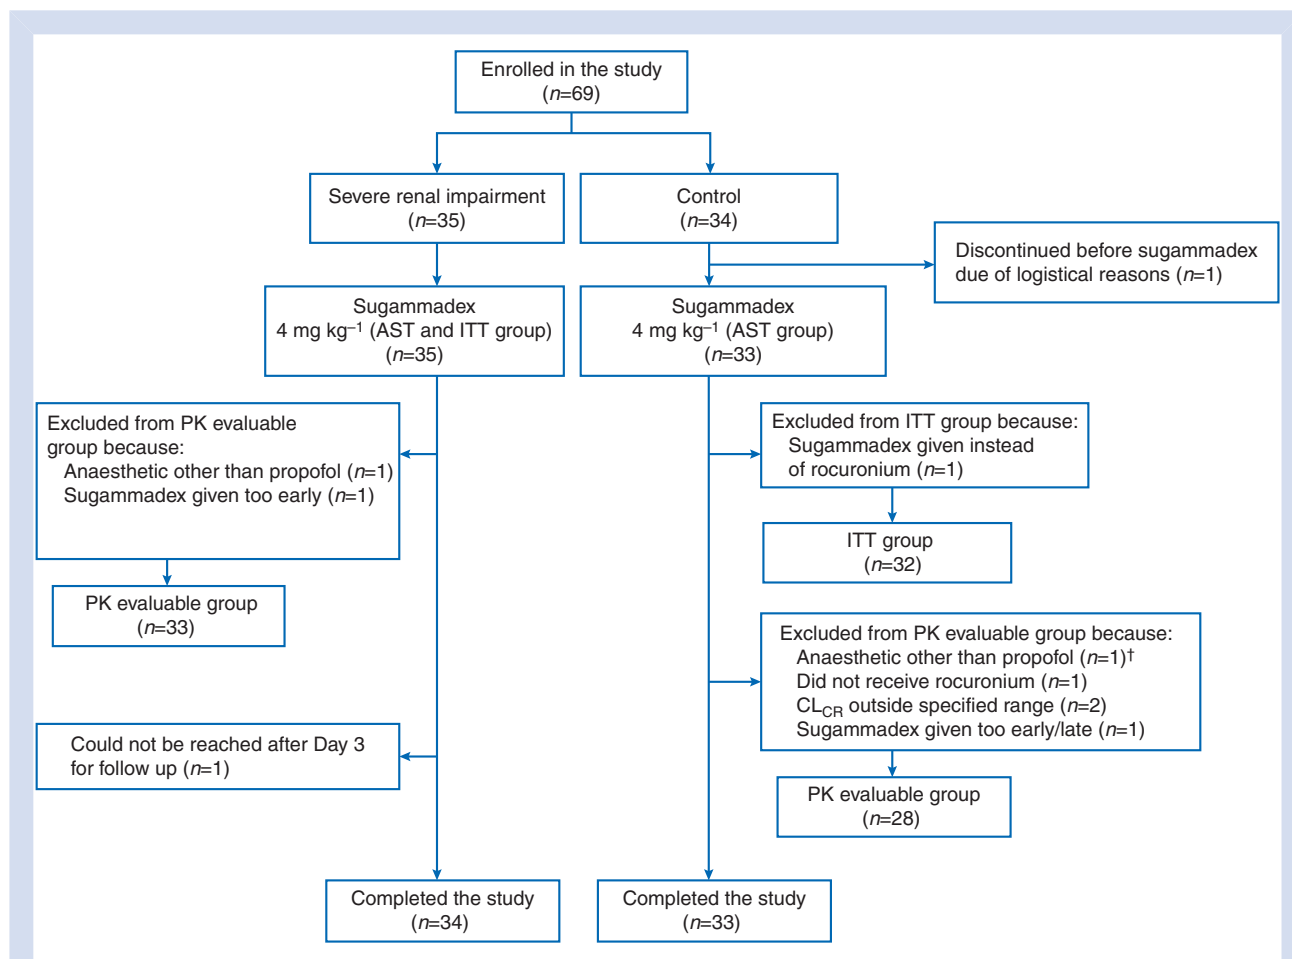 Enrolled in the study
(n=69)
Severe renal impairment
(n=35)
Control
(n=34)
Discontinued before sugammadex
due of logistical reasons (n=1)
Sugammadex
4 mg kg⁻¹ (AST and ITT group)
(n=35)
Sugammadex
4 mg kg⁻¹ (AST group)
(n=33)
Excluded from PK evaluable
group because:
Anaesthetic other than propofol (n=1)
Sugammadex given too early (n=1)
Excluded from ITT group because:
Sugammadex given instead
of rocuronium (n=1)
ITT group
(n=32)
PK evaluable group
(n=33)
Excluded from PK evaluable group because:
Anaesthetic other than propofol (n=1)†
Did not receive rocuronium (n=1)
CL_CR outside specified range (n=2)
Sugammadex given too early/late (n=1)
Could not be reached after Day 3
for follow up (n=1)
PK evaluable group
(n=28)
Completed the study
(n=34)
Completed the study
(n=33)